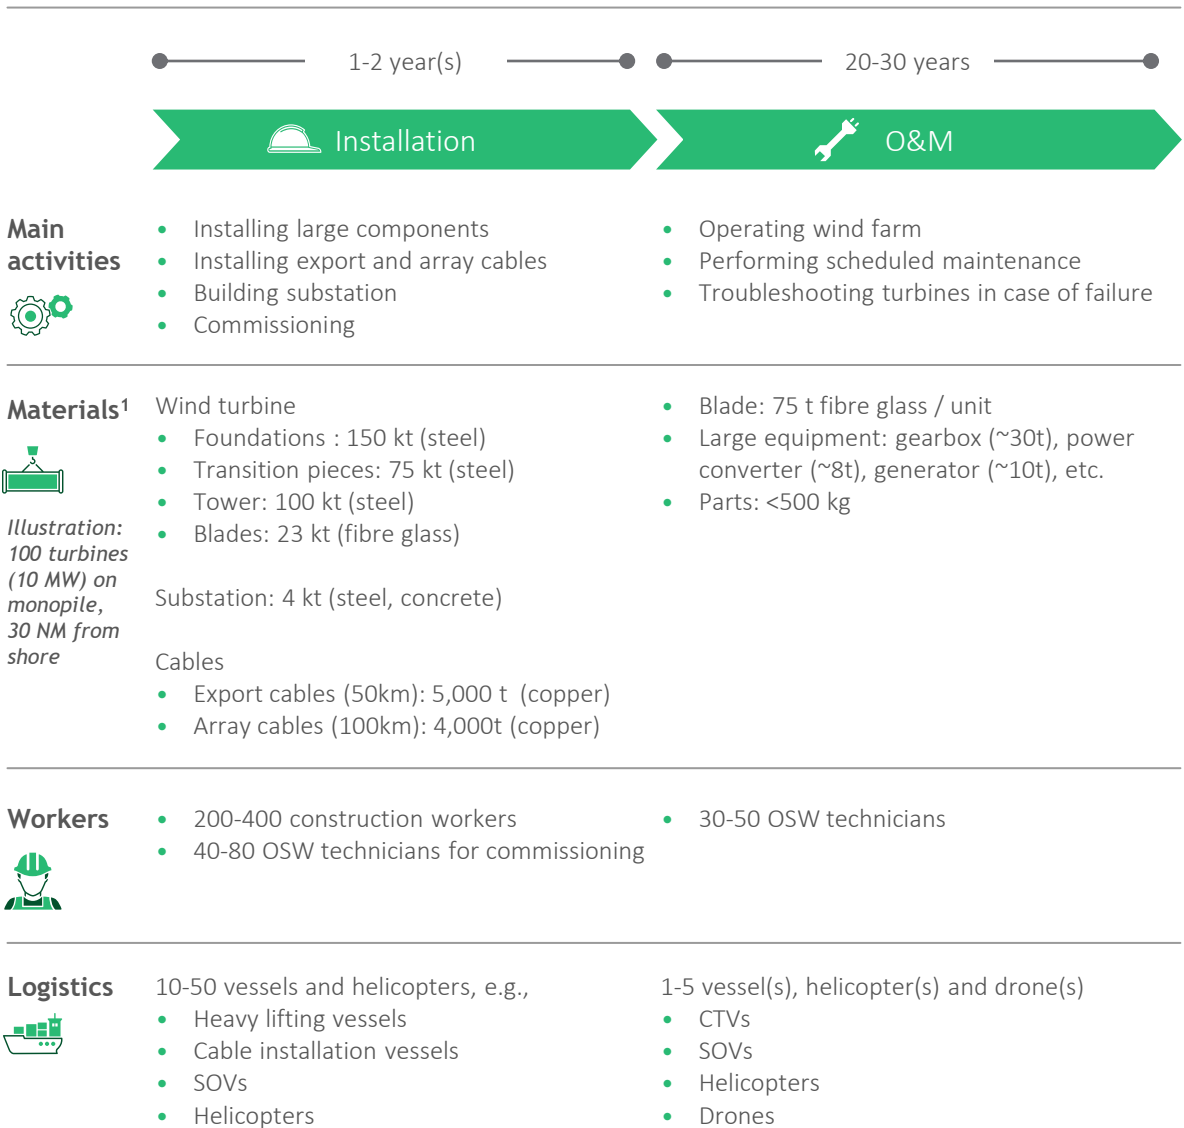 1-2 year(s)
20-30 years
Installation
O&M
Main
activities
• Installing large components
• Installing export and array cables
• Building substation
• Commissioning
• Operating wind farm
• Performing scheduled maintenance
• Troubleshooting turbines in case of failure
Materials¹
Illustration:
100 turbines
(10 MW) on
monopile,
30 NM from
shore
Wind turbine
• Foundations : 150 kt (steel)
• Transition pieces: 75 kt (steel)
• Tower: 100 kt (steel)
• Blades: 23 kt (fibre glass)
Substation: 4 kt (steel, concrete)
Cables
• Export cables (50km): 5,000 t (copper)
• Array cables (100km): 4,000t (copper)
• Blade: 75 t fibre glass / unit
• Large equipment: gearbox (~30t), power
converter (~8t), generator (~10t), etc.
• Parts: <500 kg
Workers
• 200-400 construction workers
• 40-80 OSW technicians for commissioning
• 30-50 OSW technicians
Logistics
10-50 vessels and helicopters, e.g.,
• Heavy lifting vessels
• Cable installation vessels
• SOVs
• Helicopters
1-5 vessel(s), helicopter(s) and drone(s)
• CTVs
• SOVs
• Helicopters
• Drones